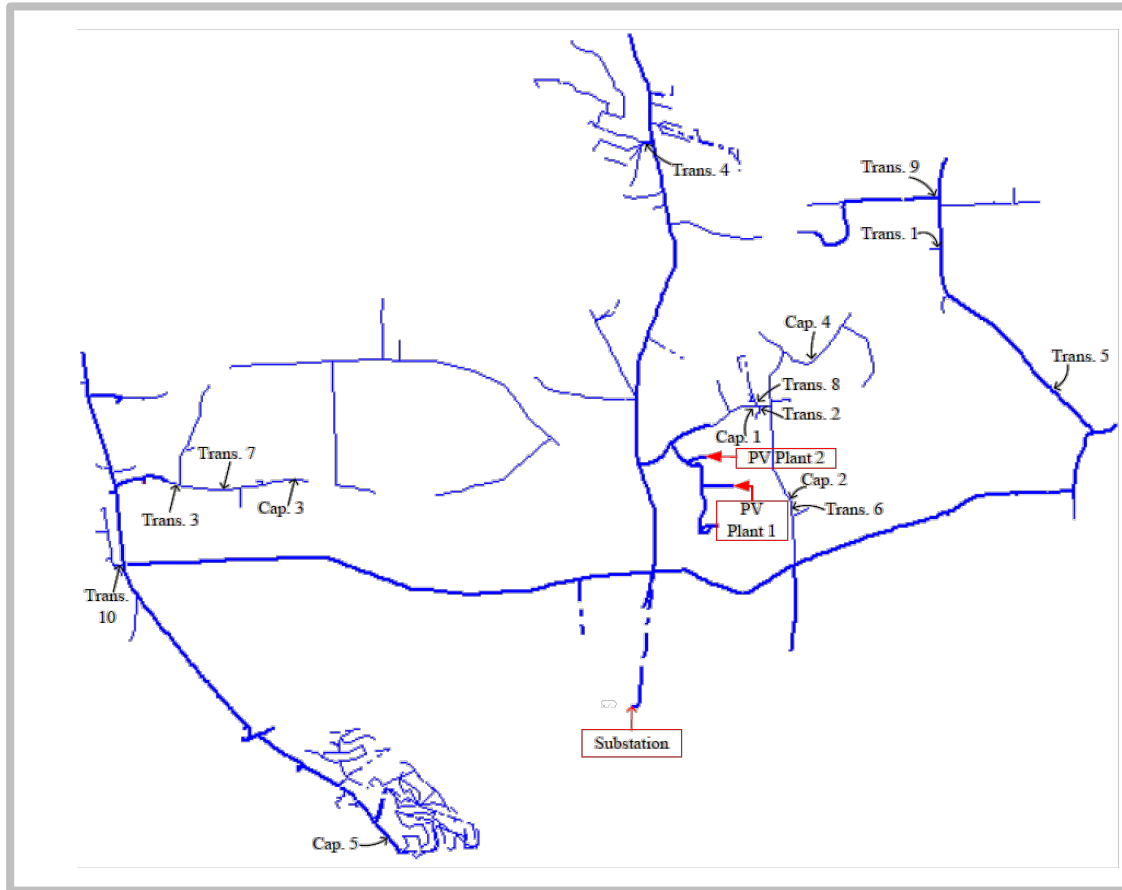 Trans. 4
Trans. 9
Trans. 1
Cap. 4
Trans. 5
Trans. 8
Trans. 2
Cap. 1
Trans. 7
PV Plant 2
Cap. 2
Cap. 3
Trans. 3
PV
Plant 1
Trans. 6
Trans.
10
Substation
Cap. 5